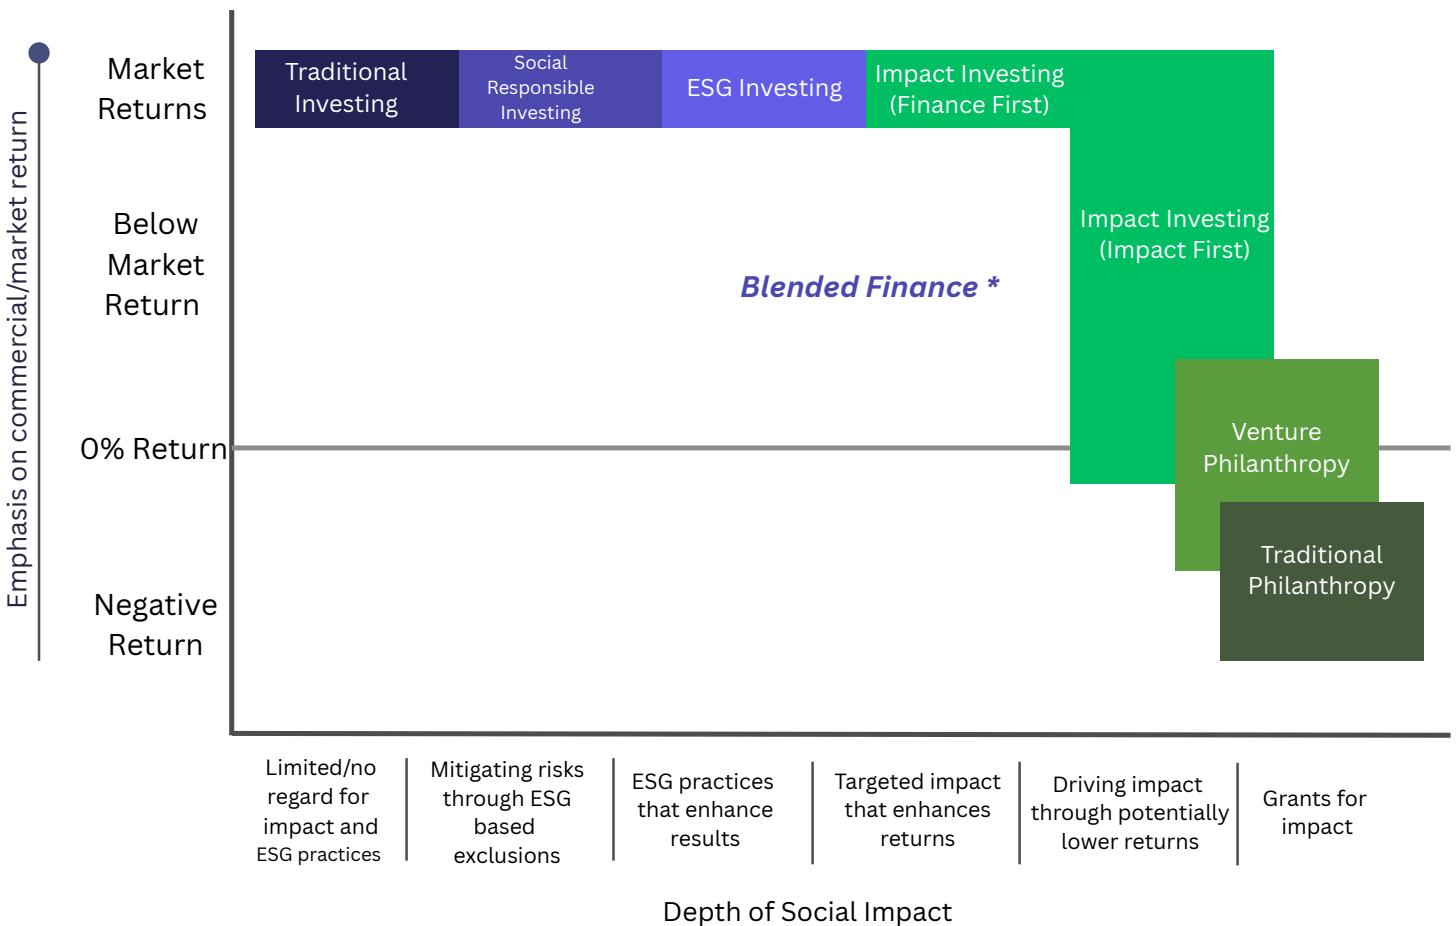 Emphasis on commercial/market return
Market
Returns
Traditional
Investing
Social
Responsible
Investing
ESG Investing
Impact Investing
(Finance First)
Below
Market
Return
Impact Investing
(Impact First)
Blended Finance *
0% Return
Venture
Philanthropy
Traditional
Philanthropy
Negative
Return
Limited/no
regard for
impact and
ESG practices
Mitigating risks
through ESG
based
exclusions
ESG practices
that enhance
results
Targeted impact
that enhances
returns
Driving impact
through potentially
lower returns
Grants for
impact
Depth of Social Impact